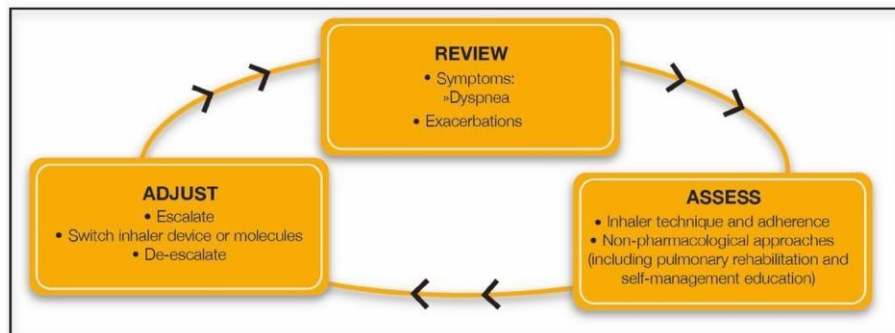 REVIEW
• Symptoms:
»Dyspnea
• Exacerbations
ADJUST
• Escalate
• Switch inhaler device or molecules
• De-escalate
ASSESS
• Inhaler technique and adherence
• Non-pharmacological approaches
(including pulmonary rehabilitation and
self-management education)